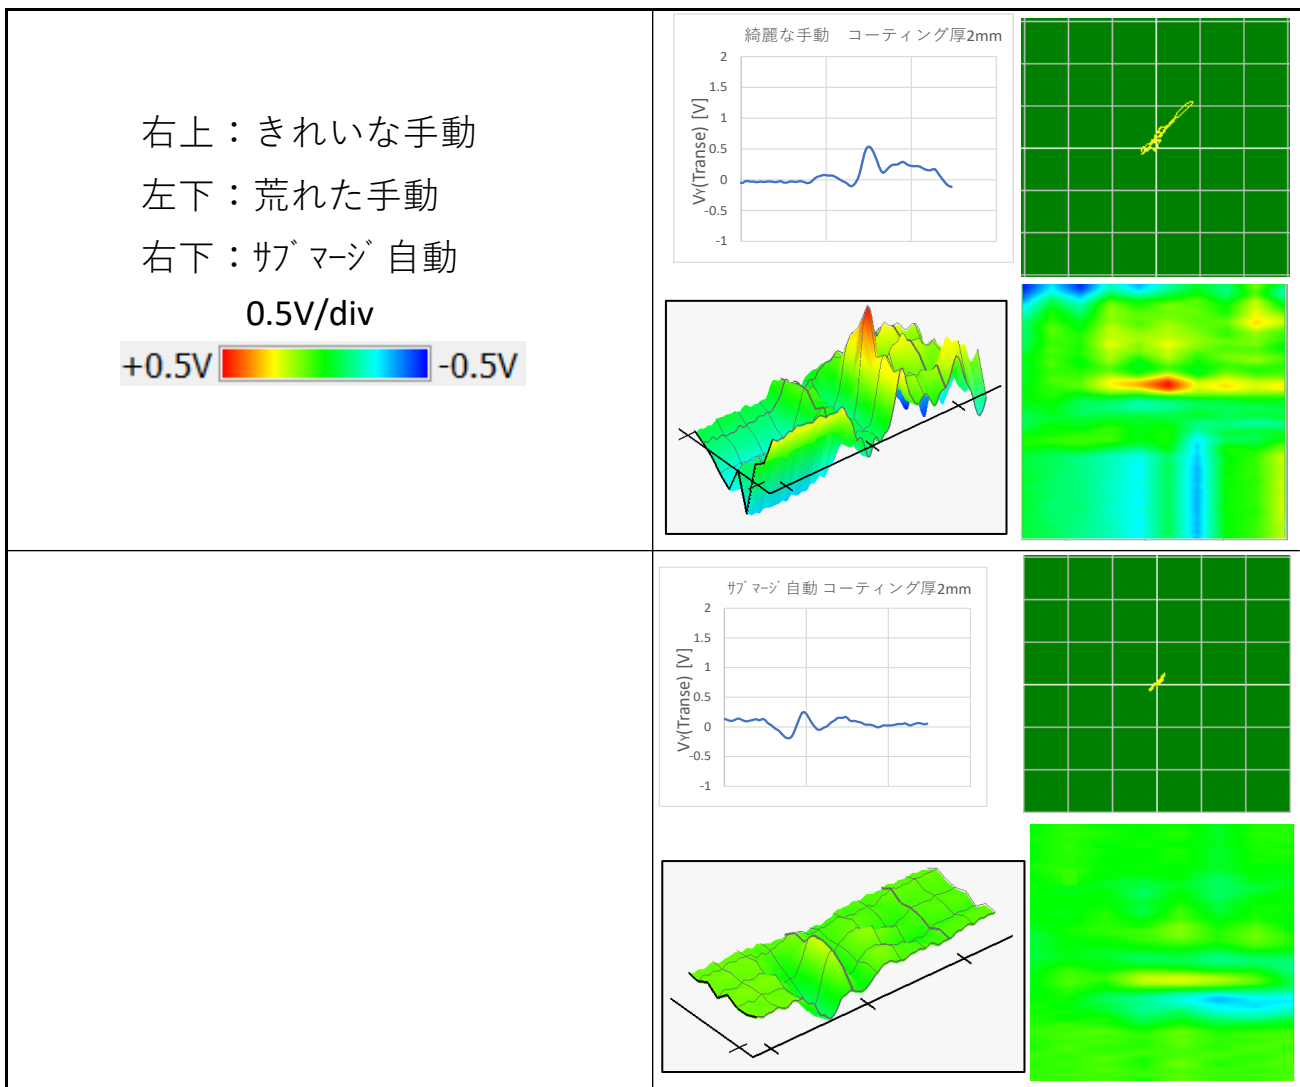 右上：きれいな手動
左下：荒れた手動
右下：ｻﾌﾞﾏｰｼﾞ自動
0.5V/div
+0.5V -0.5V
綺麗な手動　コーティング厚2mm
VY(Transe) [V]
2
1.5
1
0.5
0
-0.5
-1
ｻﾌﾞﾏｰｼﾞ自動 コーティング厚2mm
VY(Transe) [V]
2
1.5
1
0.5
0
-0.5
-1